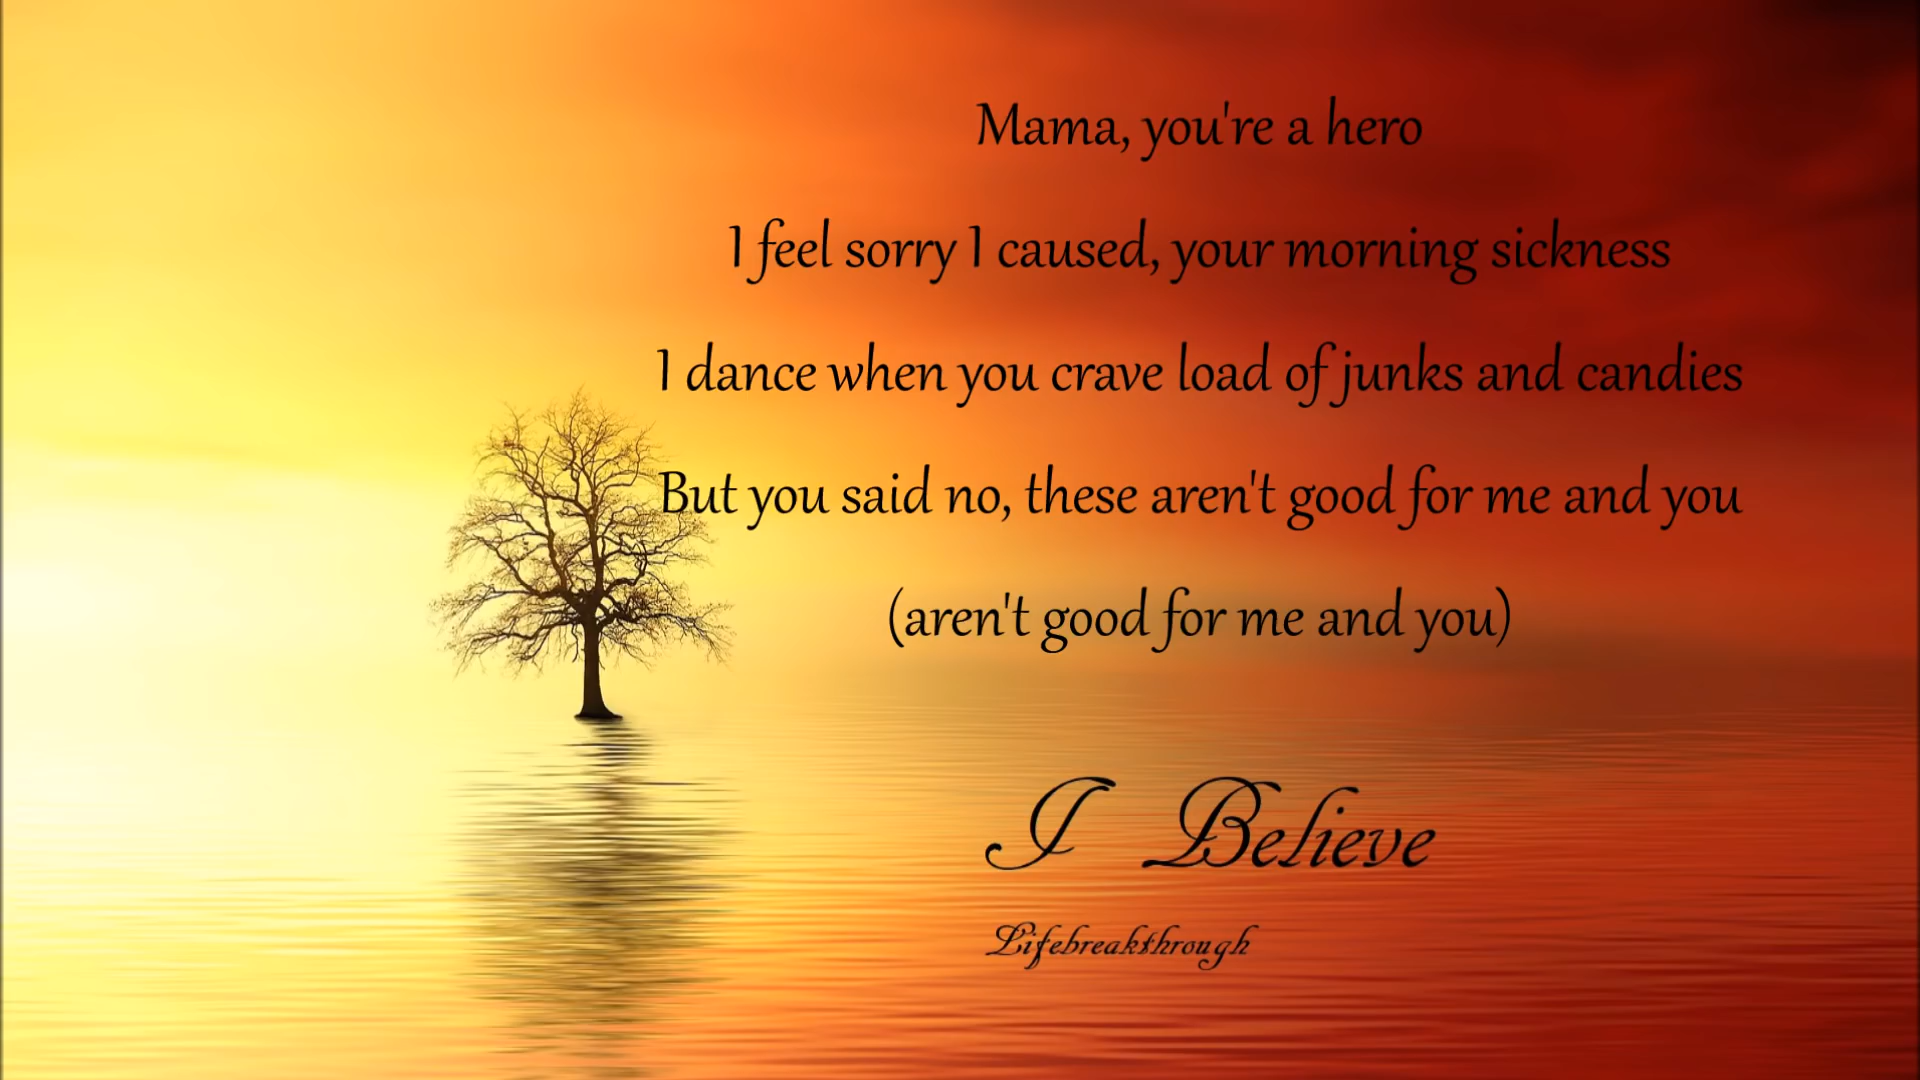 Mama, you're a hero
I feel sorry I caused, your morning sickness
I dance when you crave load of junks and candies
But you said no, these aren't good for me and you
(aren't good for me and you)
I Believe
Lifebreakthrough